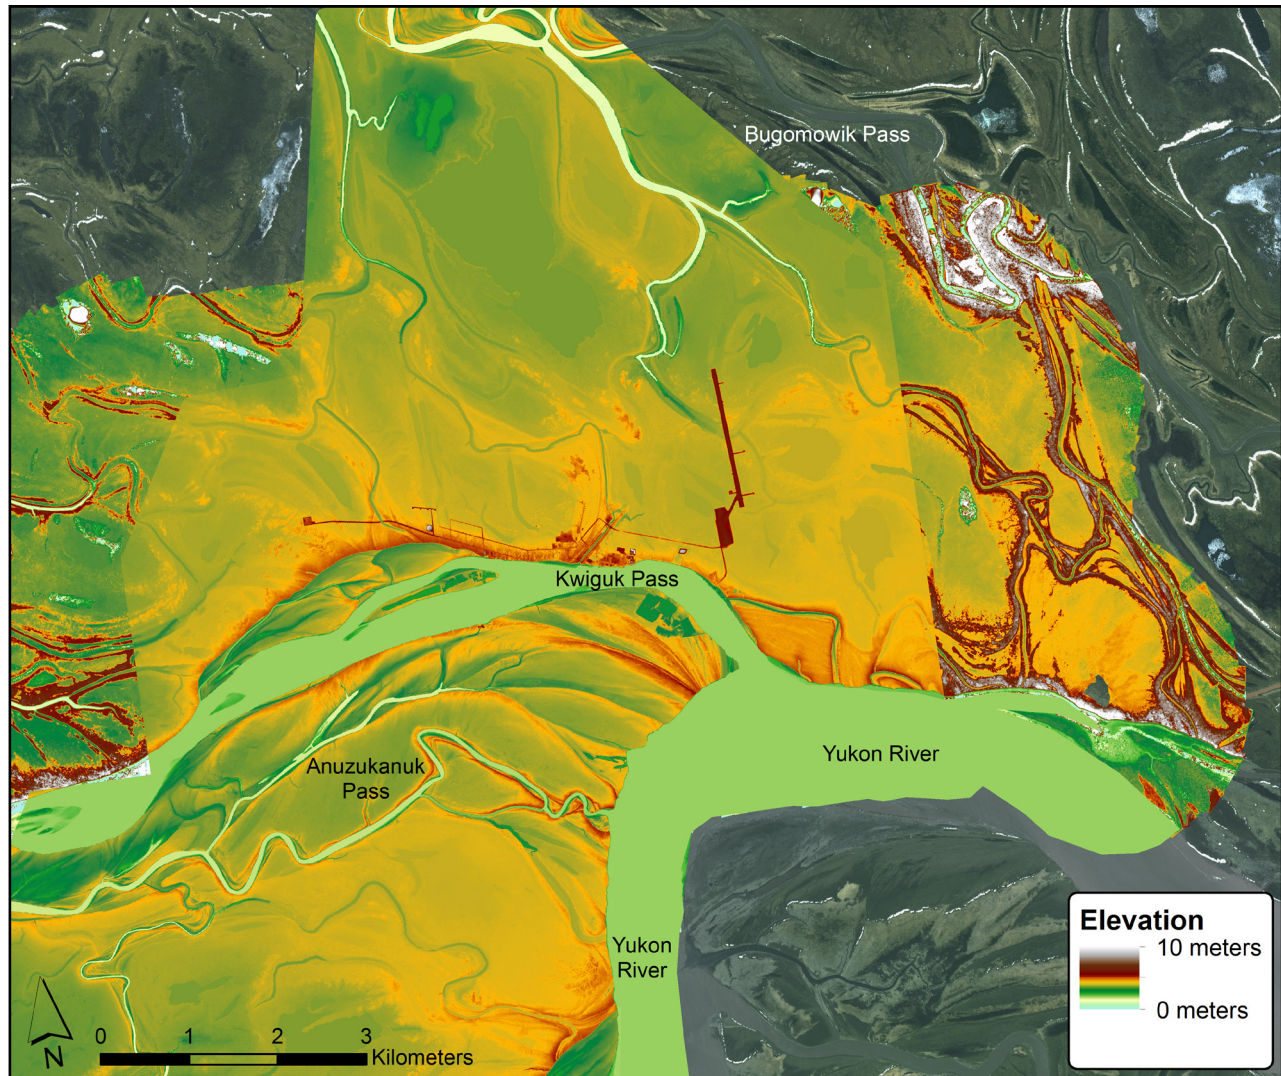 Bugomowik Pass
Kwiguk Pass
Anuzukanuk
Pass
Yukon River
Yukon
River
Elevation
10 meters
0 meters
N
0 1 2 3
Kilometers